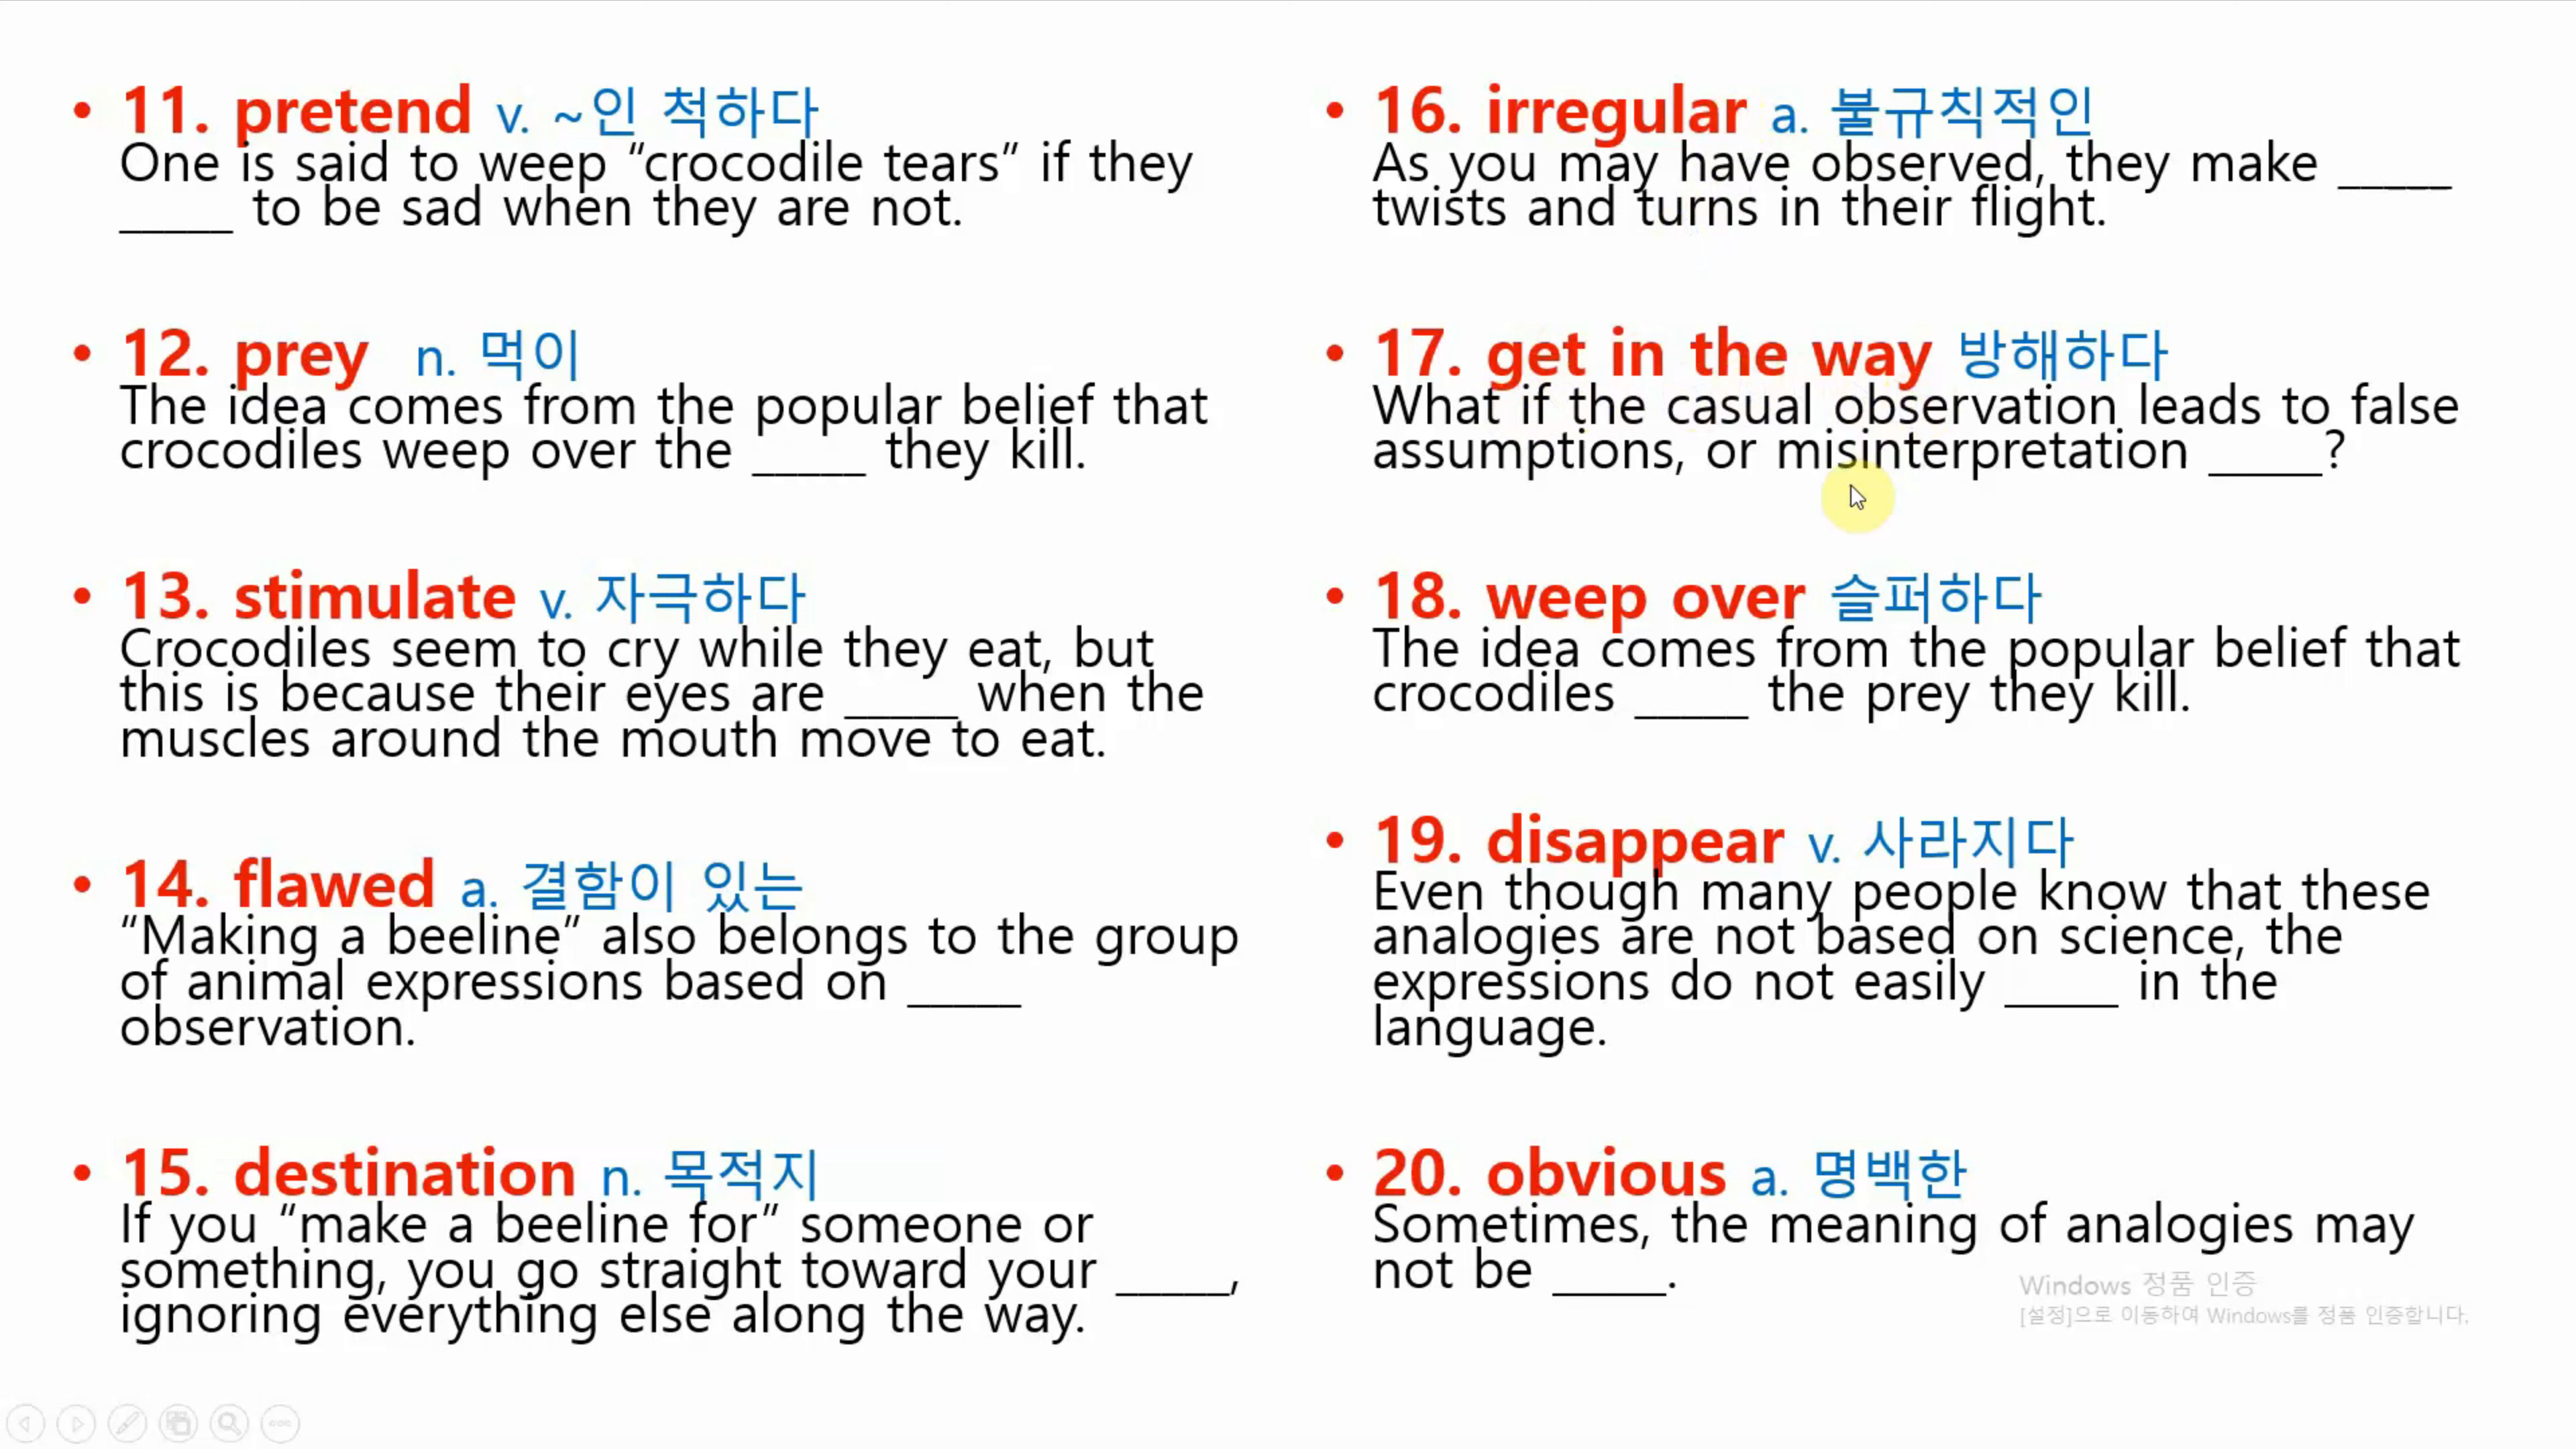 • 11. pretend v. ~인 척하다
One is said to weep “crocodile tears” if they
_____ to be sad when they are not.
• 12. prey n. 먹이
The idea comes from the popular belief that
crocodiles weep over the _____ they kill.
• 13. stimulate v. 자극하다
Crocodiles seem to cry while they eat, but
this is because their eyes are _____ when the
muscles around the mouth move to eat.
• 14. flawed a. 결함이 있는
“Making a beeline” also belongs to the group
of animal expressions based on _____
observation.
• 15. destination n. 목적지
If you “make a beeline for” someone or
something, you go straight toward your _____,
ignoring everything else along the way.
• 16. irregular a. 불규칙적인
As you may have observed, they make _____
twists and turns in their flight.
• 17. get in the way 방해하다
What if the casual observation leads to false
assumptions, or misinterpretation _____?
• 18. weep over 슬퍼하다
The idea comes from the popular belief that
crocodiles _____ the prey they kill.
• 19. disappear v. 사라지다
Even though many people know that these
analogies are not based on science, the
expressions do not easily _____ in the
language.
• 20. obvious a. 명백한
Sometimes, the meaning of analogies may
not be _____.
Windows 정품 인증
[설정]으로 이동하여 Windows를 정품 인증합니다.